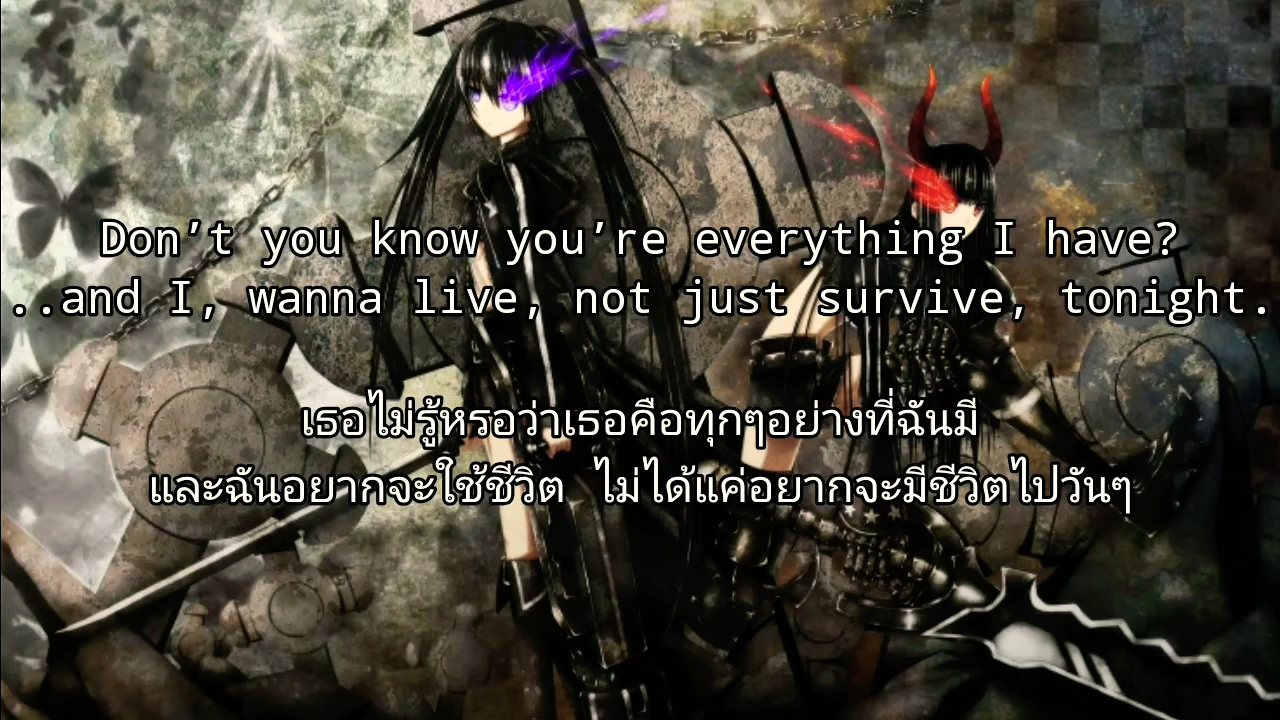 Don’t you know you’re everything I have?
..and I, wanna live, not just survive, tonight.
เธอไม่รู้หรอว่าเธอคือทุกๆอย่างที่ฉันมี
และฉันอยากจะใช้ชีวิต ไม่ได้แค่อยากจะมีชีวิตไปวันๆ